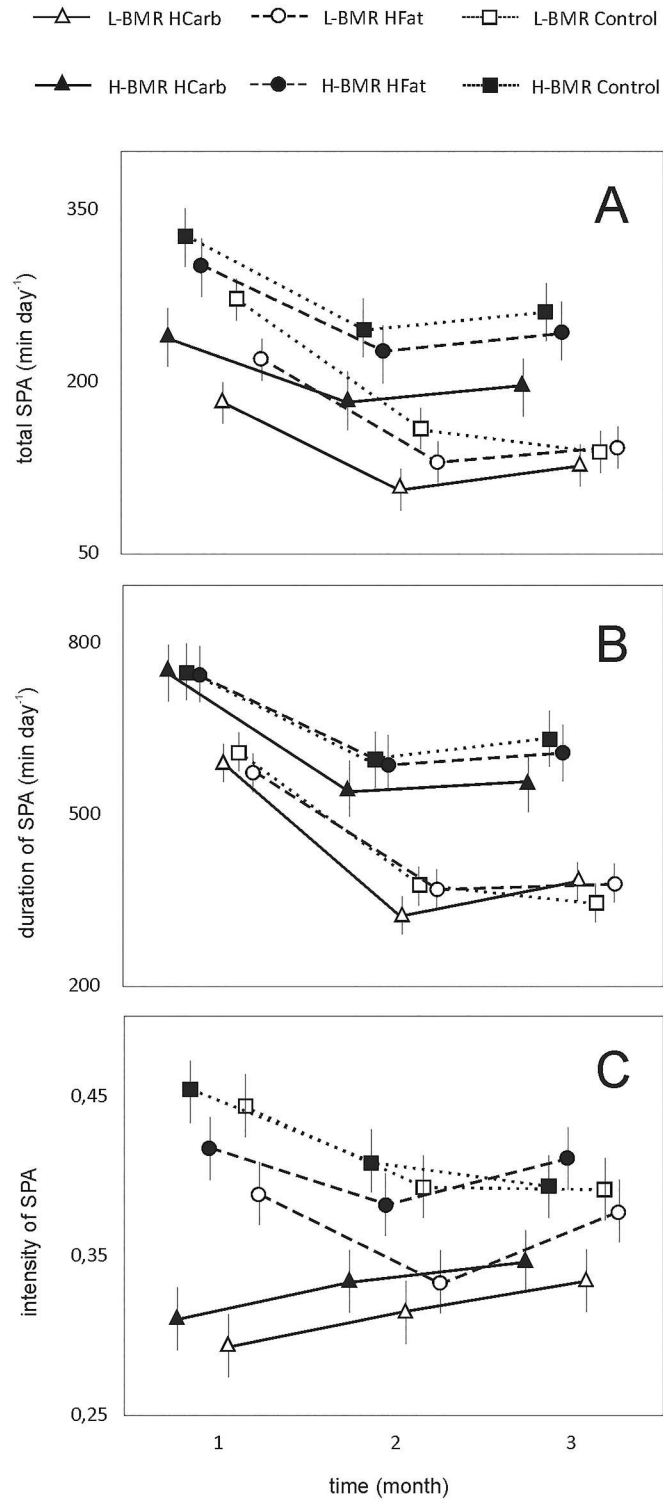 L-BMR HCarb L-BMR HFat L-BMR Control
H-BMR HCarb H-BMR HFat H-BMR Control
A
350
200
50
total SPA (min day⁻¹)
B
800
500
200
duration of SPA (min day⁻¹)
C
0,45
0,35
0,25
intensity of SPA
1 2 3
time (month)